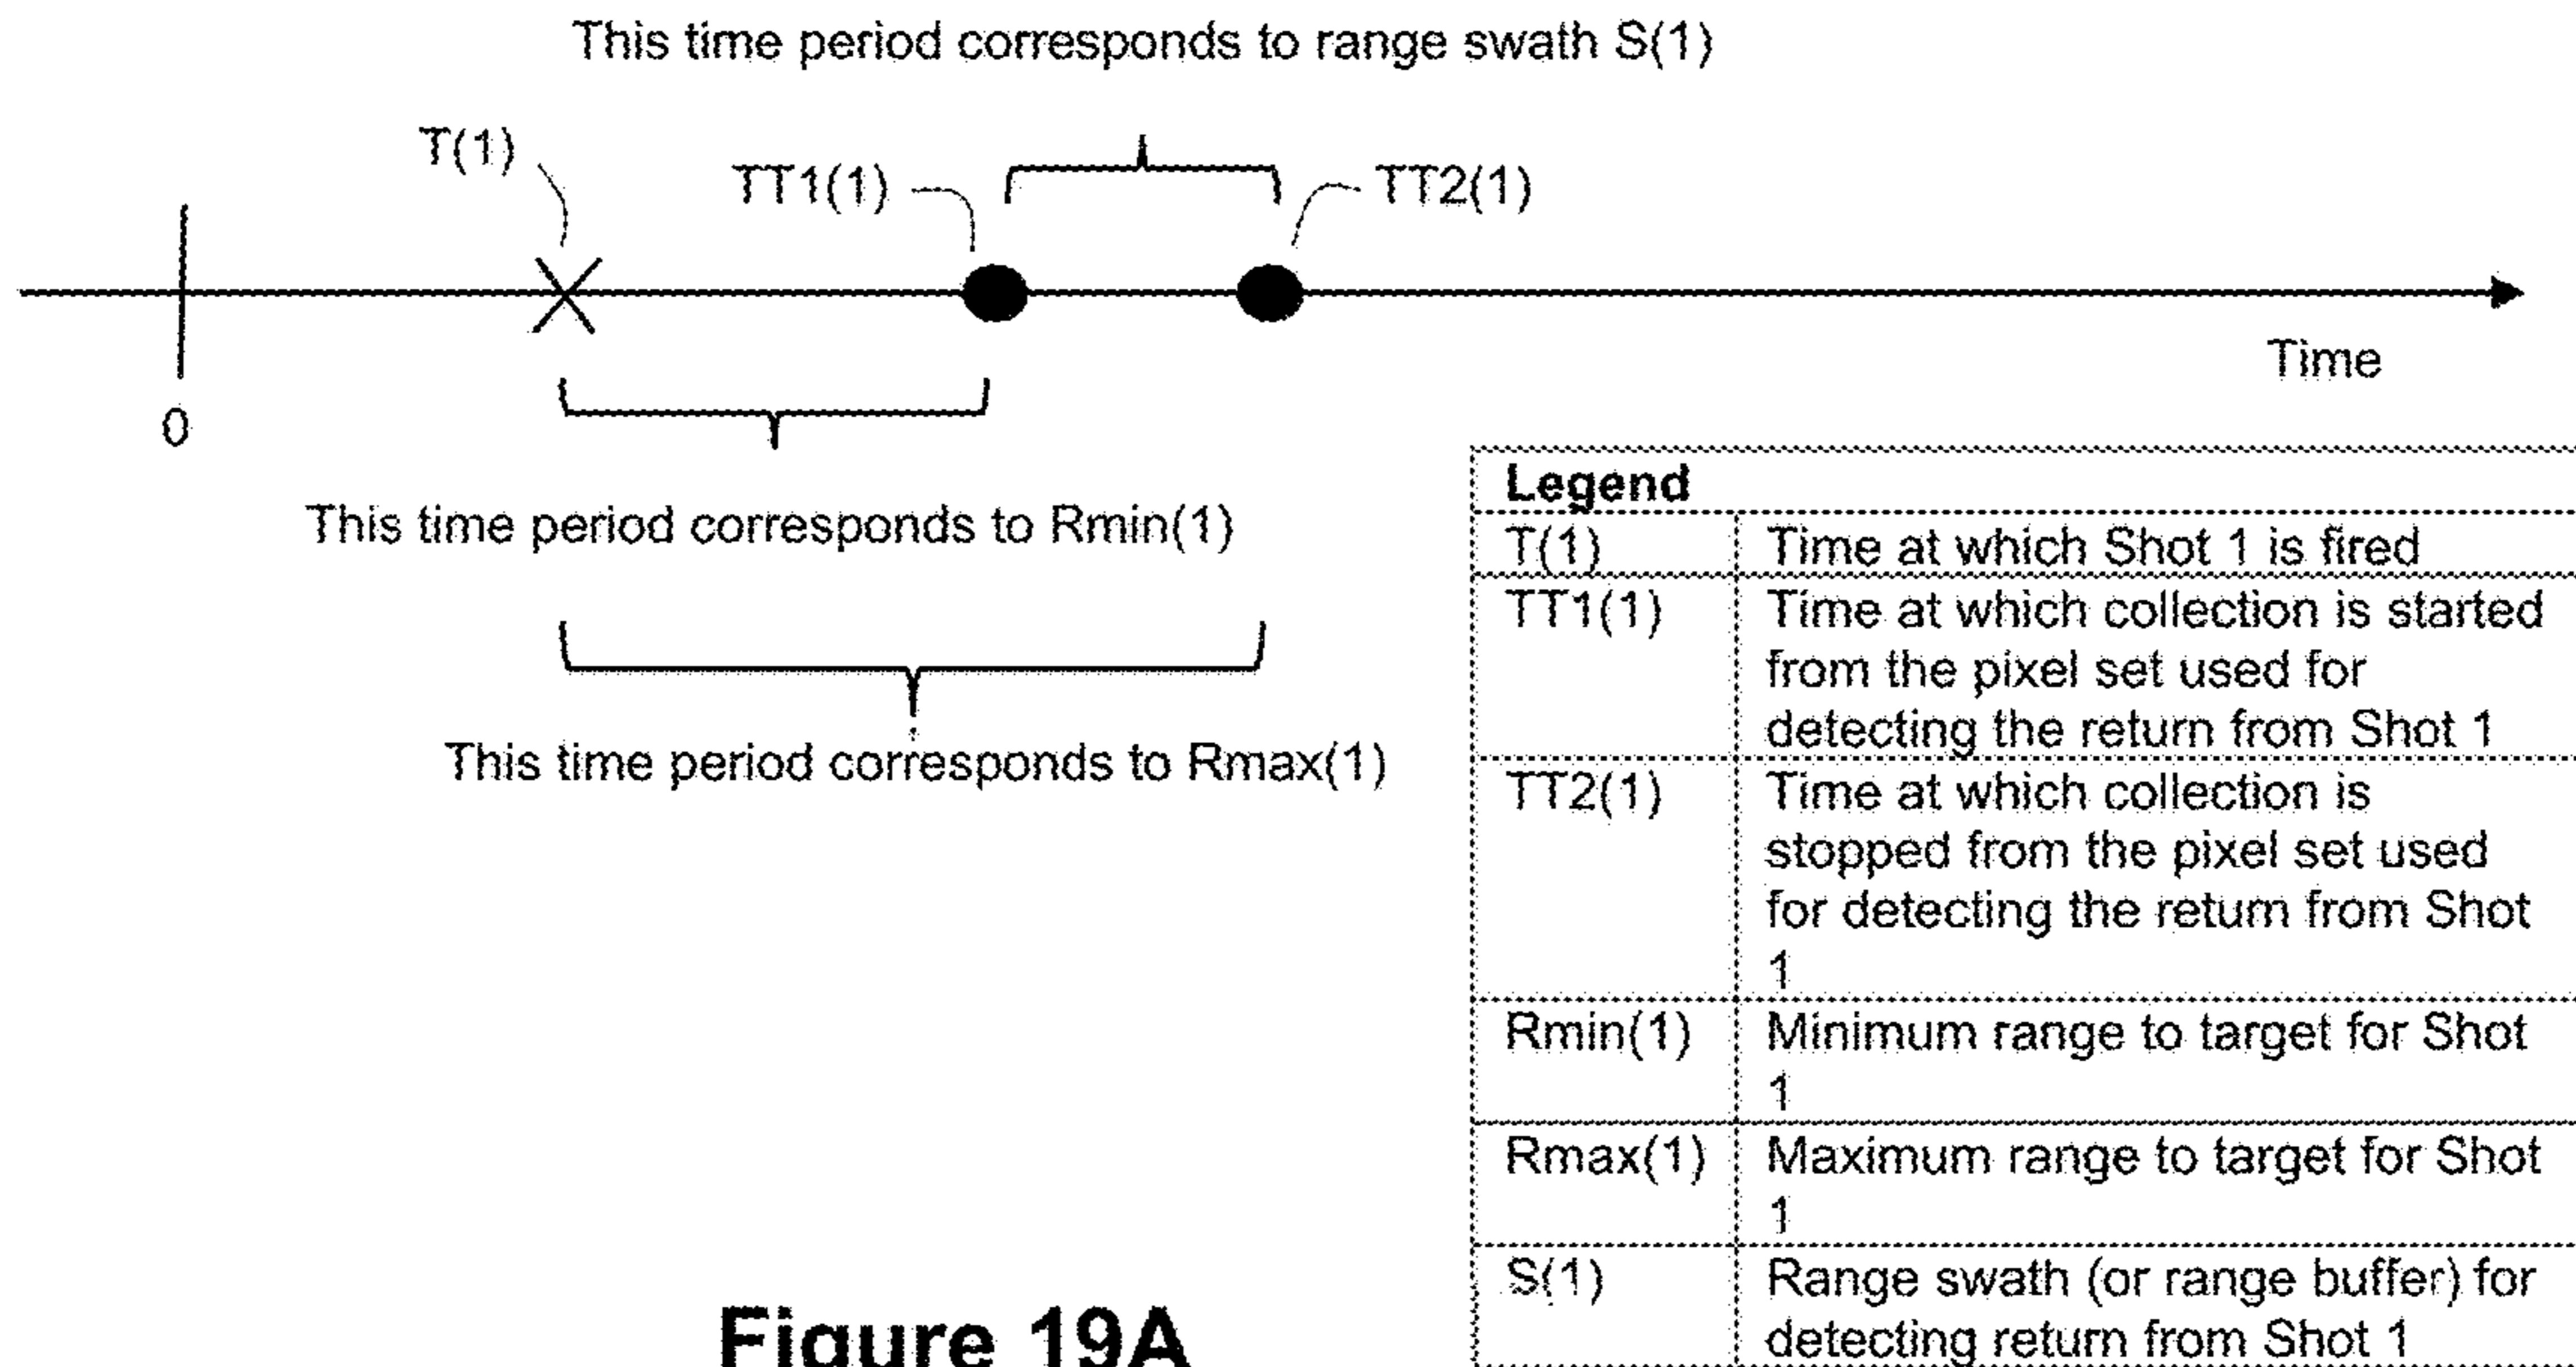 This time period corresponds to range swath S(1)
T(1)
TT1(1)
TT2(1)
Time
0
This time period corresponds to Rmin(1)
This time period corresponds to Rmax(1)
Legend
T(1) Time at which Shot 1 is fired
TT1(1) Time at which collection is started
from the pixel set used for
detecting the return from Shot 1
TT2(1) Time at which collection is
stopped from the pixel set used
for detecting the return from Shot
1
Rmin(1) Minimum range to target for Shot
1
Rmax(1) Maximum range to target for Shot
1
S(1) Range swath (or range buffer) for
detecting return from Shot 1
Figure 19A